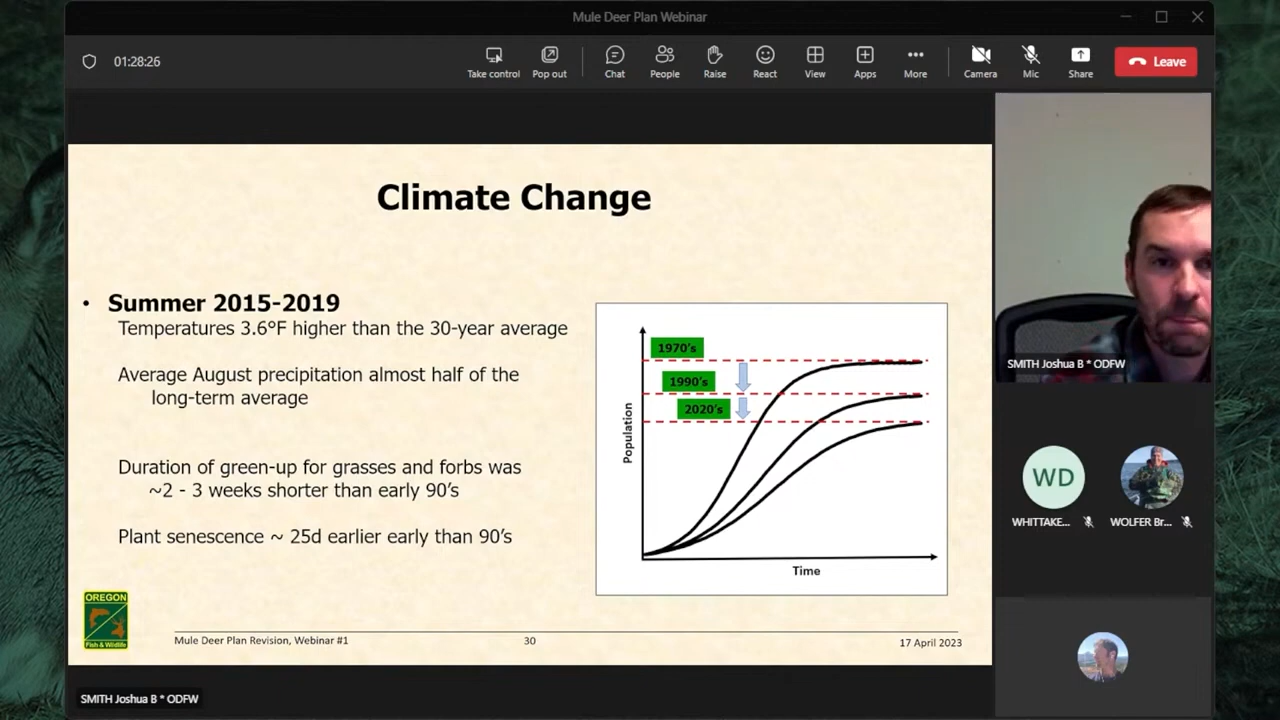 Mule Deer Plan Webinar
01:28:26
Take control
Pop out
Chat
People
Raise
React
View
Apps
More
Camera
Mic
Share
Leave
Climate Change
• Summer 2015-2019
Temperatures 3.6°F higher than the 30-year average
Average August precipitation almost half of the
long-term average
Duration of green-up for grasses and forbs was
~2 - 3 weeks shorter than early 90's
Plant senescence ~ 25d earlier early than 90's
1970's
1990's
2020's
Population
Time
OREGON
Fish & Wildlife
Mule Deer Plan Revision, Webinar #1
30
17 April 2023
SMITH Joshua B * ODFW
WD
WHITTAKE...
WOLFER Br...
SMITH Joshua B * ODFW